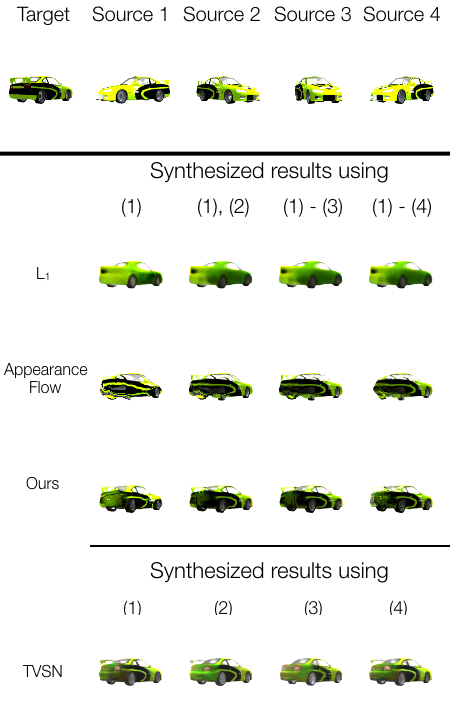 Target Source 1 Source 2 Source 3 Source 4
Synthesized results using
(1) (1), (2) (1) - (3) (1) - (4)
L₁
Appearance
Flow
Ours
Synthesized results using
(1) (2) (3) (4)
TVSN